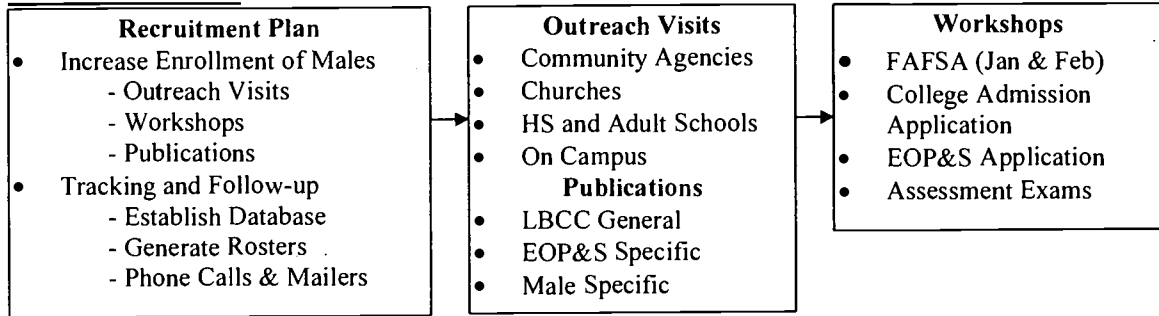 Recruitment Plan
• Increase Enrollment of Males
- Outreach Visits
- Workshops
- Publications
• Tracking and Follow-up
- Establish Database
- Generate Rosters
- Phone Calls & Mailers
Outreach Visits
• Community Agencies
• Churches
• HS and Adult Schools
• On Campus
Publications
• LBCC General
• EOP&S Specific
• Male Specific
Workshops
• FAFSA (Jan & Feb)
• College Admission
Application
• EOP&S Application
• Assessment Exams